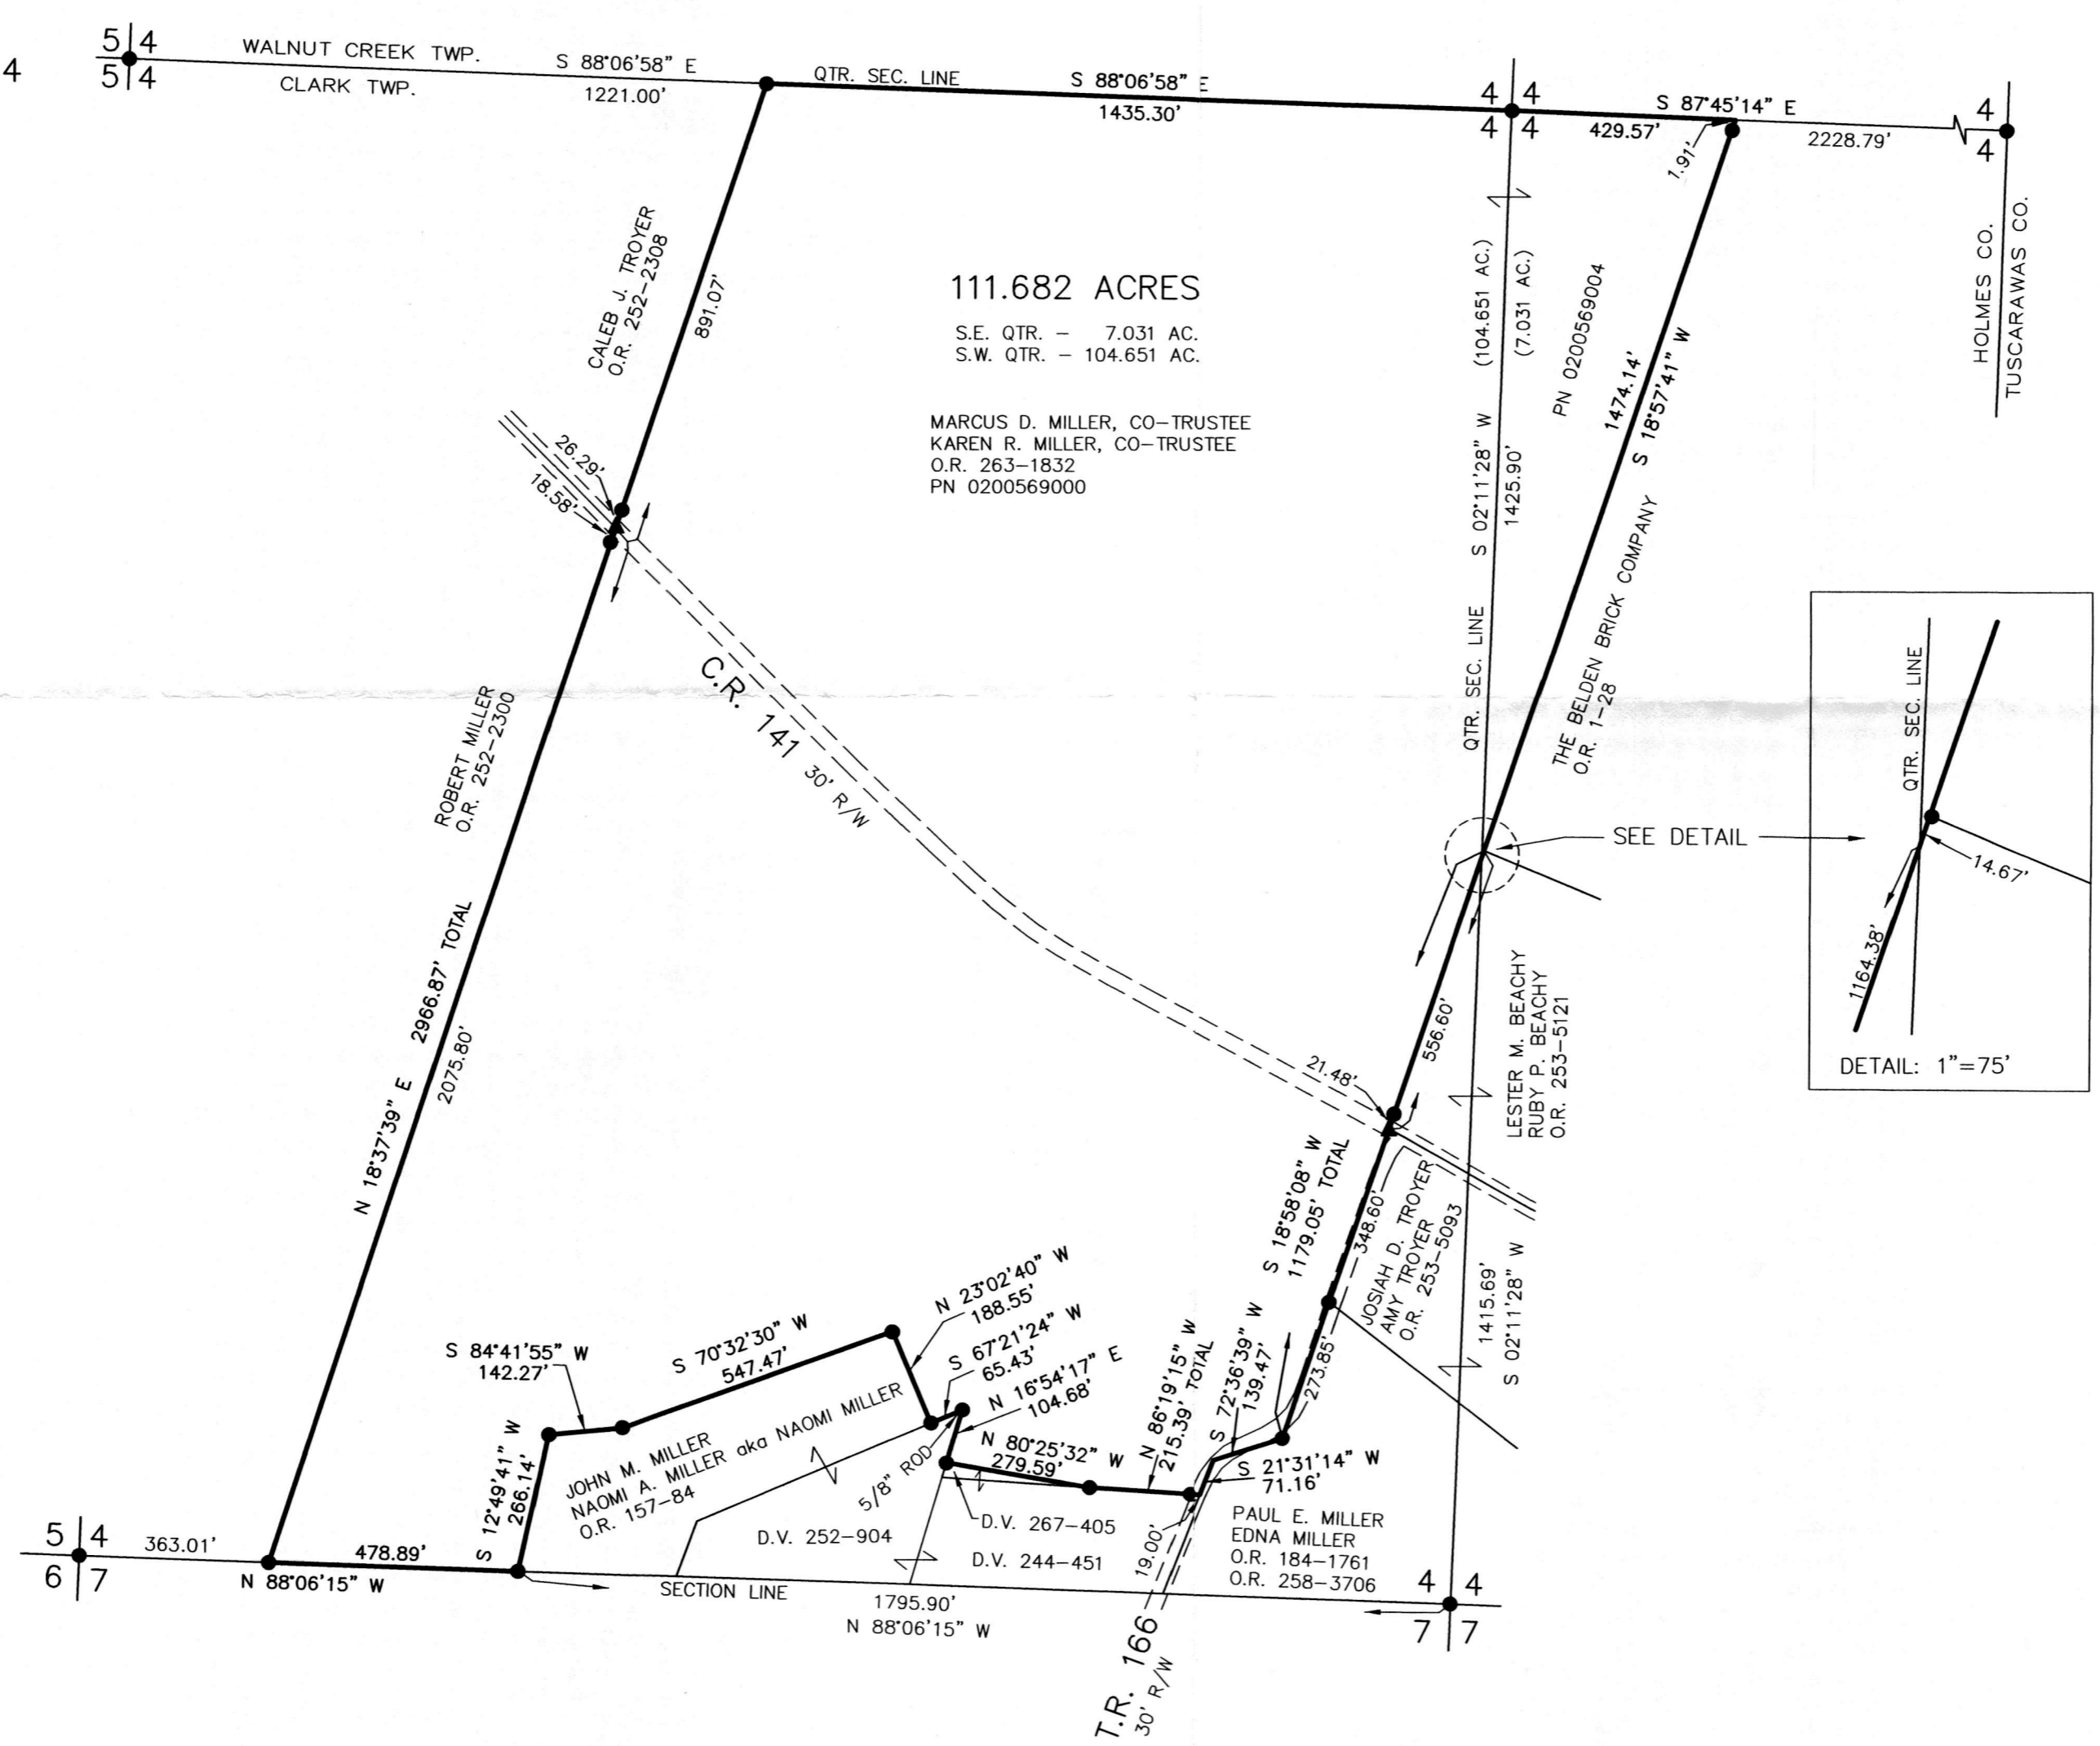 4
5 4
5 4
WALNUT CREEK TWP.
CLARK TWP.
S 88°06'58" E
1221.00'
QTR. SEC. LINE
S 88°06'58" E
1435.30'
4 4
4 4
S 87°45'14" E
429.57'
1.91'
2228.79'
4
4
HOLMES CO.
TUSCARAWAS CO.
CALEB J. TROYER
O.R. 252-2308
891.07'
26.29'
18.58'
111.682 ACRES
S.E. QTR. - 7.031 AC.
S.W. QTR. - 104.651 AC.
MARCUS D. MILLER, CO-TRUSTEE
KAREN R. MILLER, CO-TRUSTEE
O.R. 263-1832
PN 0200569000
QTR. SEC. LINE S 02°11'28" W (104.651 AC.)
1425.90' (7.031 AC.)
PN 0200569004
1474.14'
S 18°57'41" W
THE BELDEN BRICK COMPANY
O.R. 1-28
C.R. 141 30' R/W
ROBERT MILLER
O.R. 252-2300
N 18°37'39" E 2966.87' TOTAL
2075.80'
SEE DETAIL
QTR. SEC. LINE
14.67'
1164.38'
DETAIL: 1"=75'
556.60'
21.48'
LESTER M. BEACHY
RUBY P. BEACHY
O.R. 253-5121
S 18°58'08" W
1179.05' TOTAL
348.60'
JOSIAH D. TROYER
AMY TROYER
O.R. 253-5093
1415.69'
S 02°11'28" W
273.85'
S 84°41'55" W
142.27'
S 70°32'30" W
547.47'
N 23°02'40" W
188.55'
S 67°21'24" W
65.43'
N 16°54'17" E
104.68'
N 80°25'32" W
279.59'
N 86°19'15" W
215.39' TOTAL
S 72°36'39" W
139.47'
S 21°31'14" W
71.16'
S 12°49'41" W
266.14'
JOHN M. MILLER
NAOMI A. MILLER aka NAOMI MILLER
O.R. 157-84
5/8" ROD
D.V. 252-904
D.V. 267-405
D.V. 244-451
19.00'
PAUL E. MILLER
EDNA MILLER
O.R. 184-1761
O.R. 258-3706
5 4
6 7
363.01'
478.89'
N 88°06'15" W
SECTION LINE
1795.90'
N 88°06'15" W
4 4
7 7
T.R. 166
30' R/W